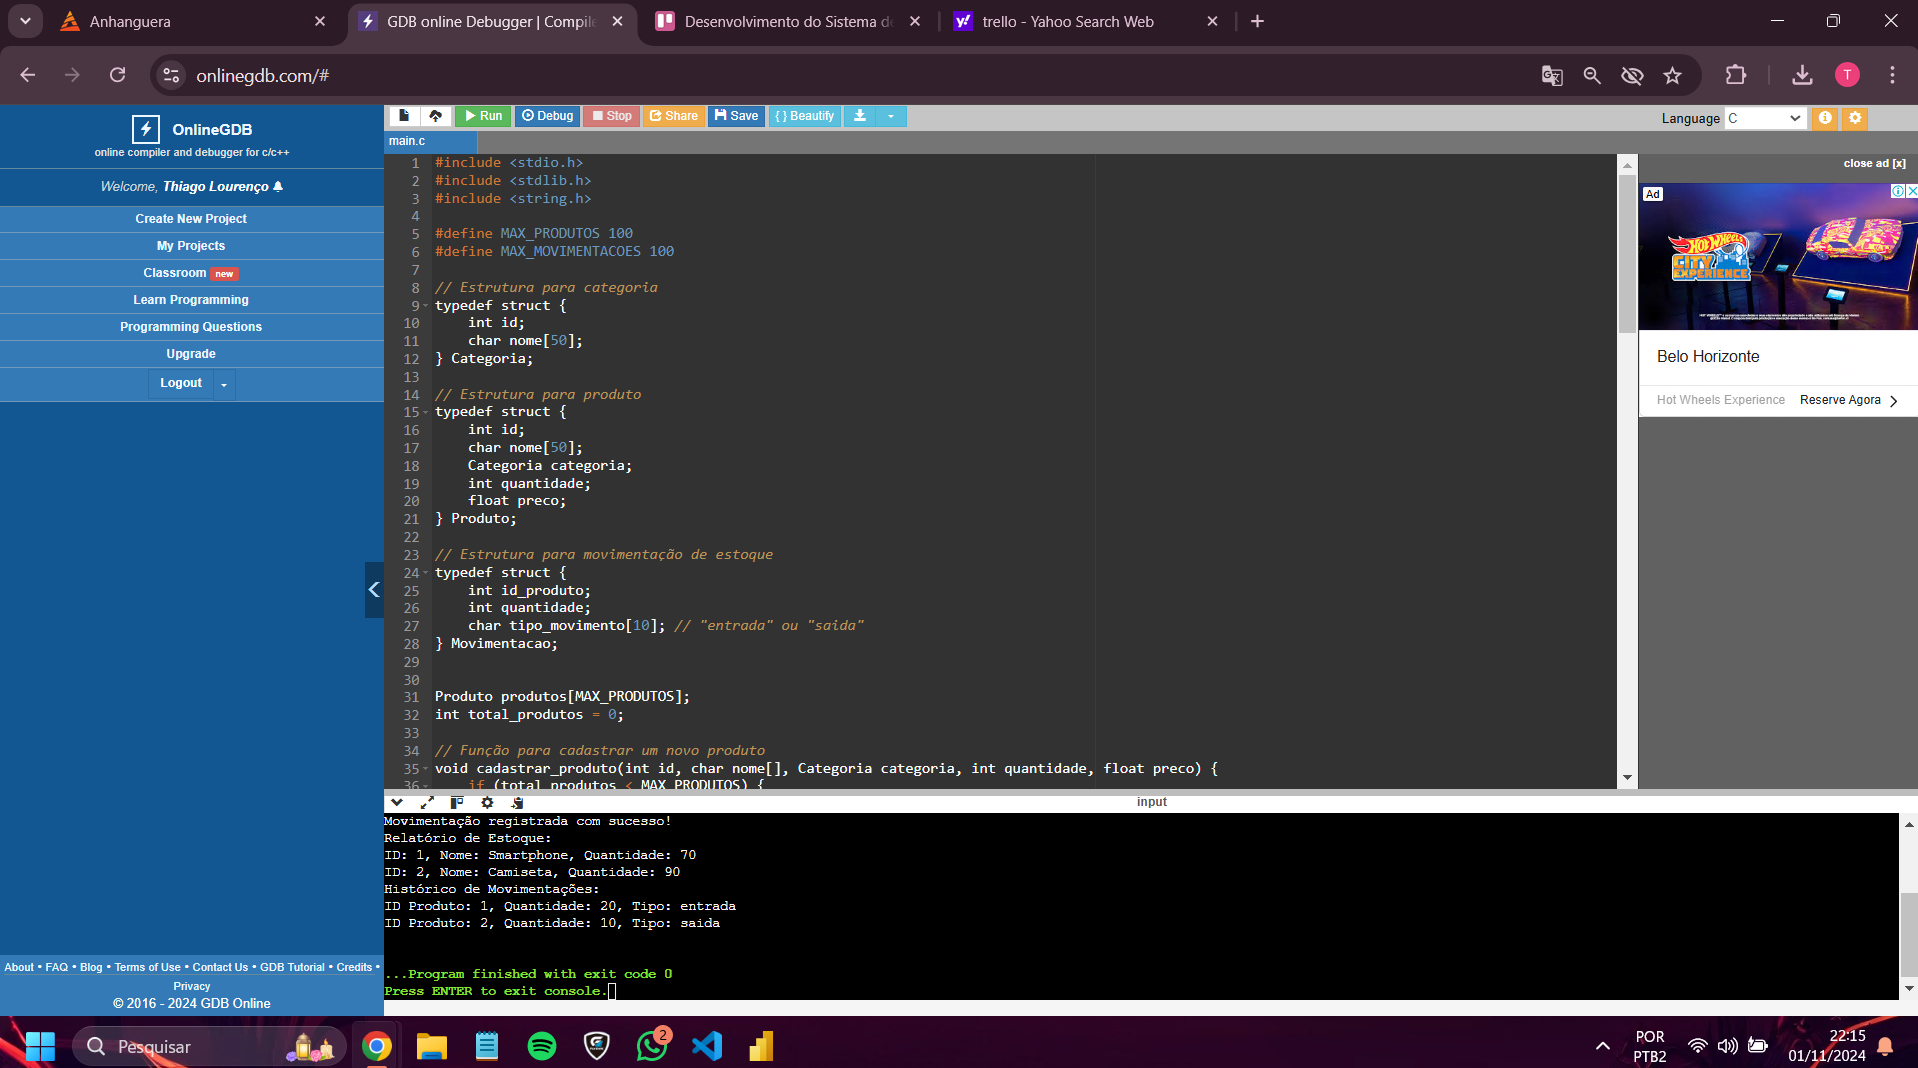 Anhanguera
GDB online Debugger | Compile
Desenvolvimento do Sistema de
trello - Yahoo Search Web
onlinegdb.com/#
T
OnlineGDB
online compiler and debugger for c/c++
Welcome, Thiago Lourenço
Create New Project
My Projects
Classroom new
Learn Programming
Programming Questions
Upgrade
Logout
About • FAQ • Blog • Terms of Use • Contact Us • GDB Tutorial • Credits •
Privacy
© 2016 - 2024 GDB Online
Run
Debug
Stop
Share
Save
{ } Beautify
Language C
main.c
1 #include <stdio.h>
2 #include <stdlib.h>
3 #include <string.h>
4
5 #define MAX_PRODUTOS 100
6 #define MAX_MOVIMENTACOES 100
7
8 // Estrutura para categoria
9 typedef struct {
10 int id;
11 char nome[50];
12 } Categoria;
13
14 // Estrutura para produto
15 typedef struct {
16 int id;
17 char nome[50];
18 Categoria categoria;
19 int quantidade;
20 float preco;
21 } Produto;
22
23 // Estrutura para movimentação de estoque
24 typedef struct {
25 int id_produto;
26 int quantidade;
27 char tipo_movimento[10]; // "entrada" ou "saida"
28 } Movimentacao;
29
30
31 Produto produtos[MAX_PRODUTOS];
32 int total_produtos = 0;
33
34 // Função para cadastrar um novo produto
35 void cadastrar_produto(int id, char nome[], Categoria categoria, int quantidade, float preco) {
36 if (total_produtos < MAX_PRODUTOS) {
close ad [x]
Ad
HOT WHEELS
CITY
EXPERIENCE
Belo Horizonte
Hot Wheels Experience
Reserve Agora
input
Movimentação registrada com sucesso!
Relatório de Estoque:
ID: 1, Nome: Smartphone, Quantidade: 70
ID: 2, Nome: Camiseta, Quantidade: 90
Histórico de Movimentações:
ID Produto: 1, Quantidade: 20, Tipo: entrada
ID Produto: 2, Quantidade: 10, Tipo: saida
...Program finished with exit code 0
Press ENTER to exit console.
Pesquisar
2
POR
PTB2
22:15
01/11/2024